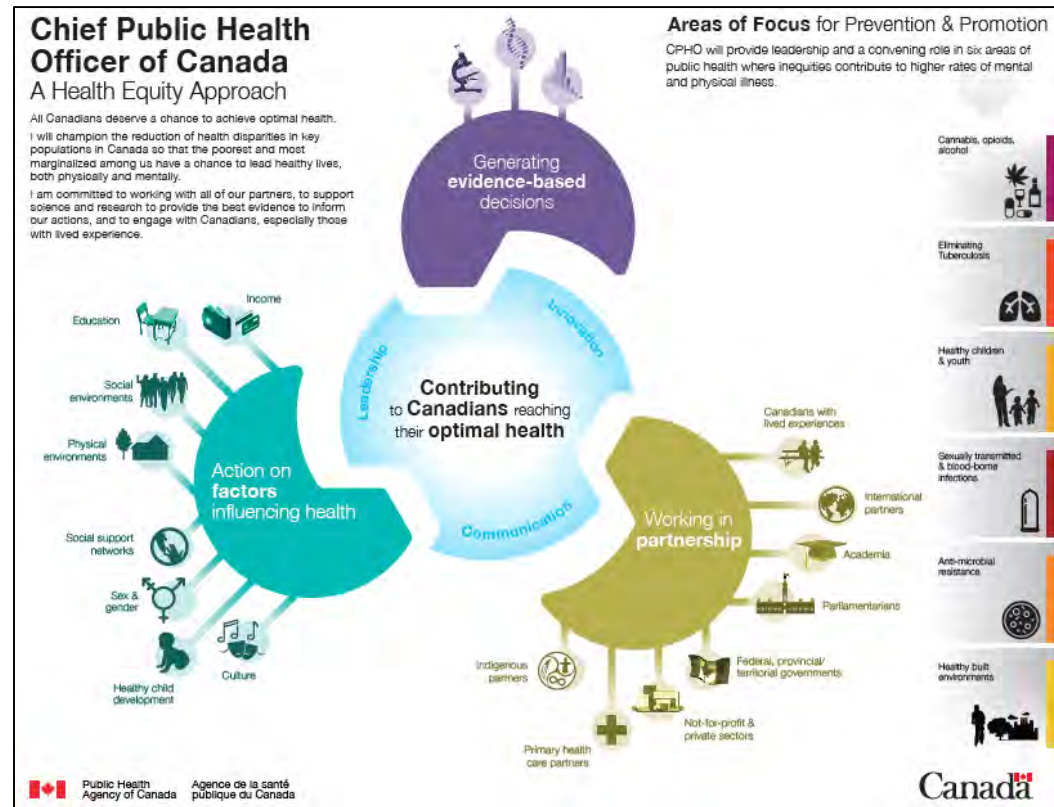 Chief Public Health
Officer of Canada
A Health Equity Approach
All Canadians deserve a chance to achieve optimal health.
I will champion the reduction of health disparities in key
populations in Canada so that the poorest and most
marginalized among us have a chance to lead healthy lives,
both physically and mentally.
I am committed to working with all of our partners, to support
science and research to provide the best evidence to inform
our actions, and to engage with Canadians, especially those
with lived experience.
Areas of Focus for Prevention & Promotion
CPHO will provide leadership and a convening role in six areas of
public health where inequities contribute to higher rates of mental
and physical illness.
Generating
evidence-based
decisions
Innovation
Leadership
Communication
Contributing
to Canadians reaching
their optimal health
Income
Education
Social
environments
Physical
environments
Action on
factors
influencing health
Social support
networks
Sex &
gender
Healthy child
development
Culture
Working in
partnership
Canadians with
lived experiences
International
partners
Academia
Parliamentarians
Federal, provincial/
territorial governments
Not-for-profit &
private sectors
Primary health
care partners
Indigenous
partners
Cannabis, opioids,
alcohol
Eliminating
Tuberculosis
Healthy children
& youth
Sexually transmitted
& blood-borne
infections
Anti-microbial
resistance
Healthy built
environments
Public Health
Agency of Canada
Agence de la santé
publique du Canada
Canada